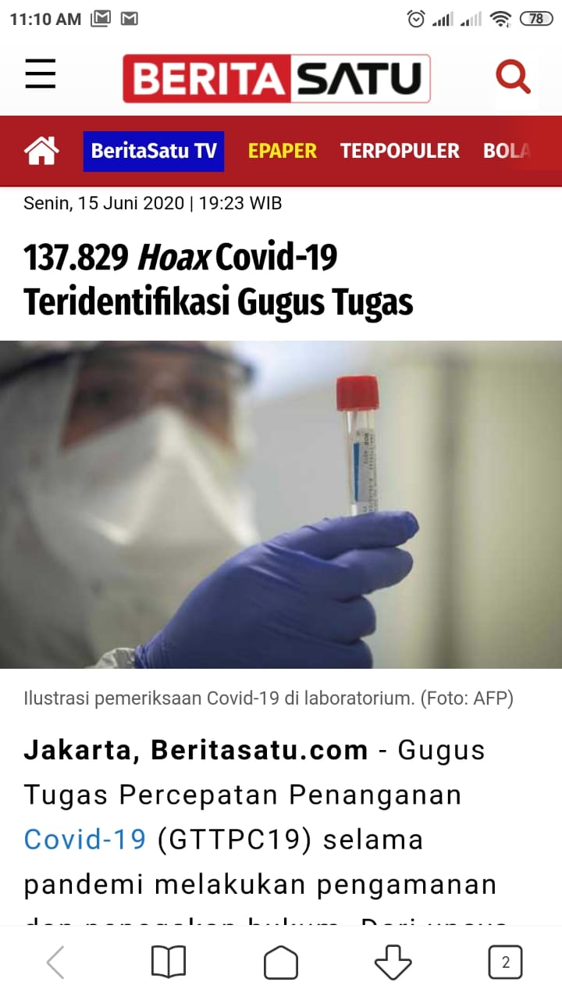 11:10 AM
78
BERITA SATU
BeritaSatu TV EPAPER TERPOPULER BOLA
Senin, 15 Juni 2020 | 19:23 WIB
137.829 Hoax Covid-19
Teridentifikasi Gugus Tugas
Ilustrasi pemeriksaan Covid-19 di laboratorium. (Foto: AFP)
Jakarta, Beritasatu.com - Gugus
Tugas Percepatan Penanganan
Covid-19 (GTTPC19) selama
pandemi melakukan pengamanan
2